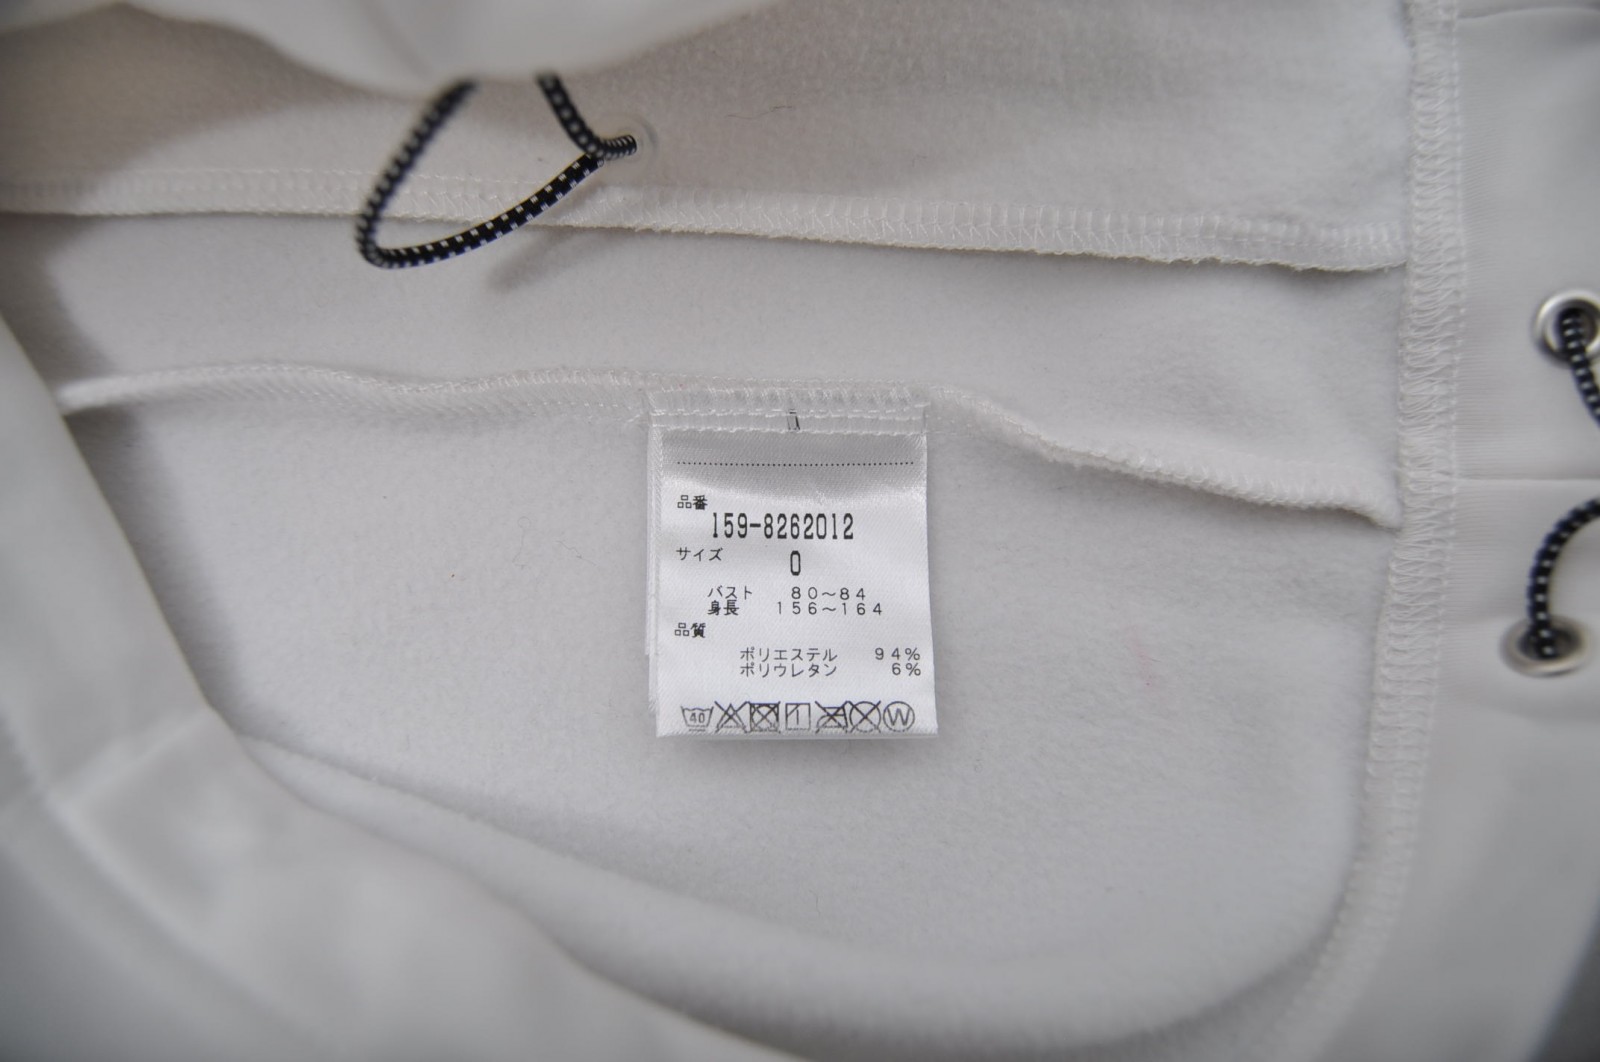 品番
159-8262012
サイズ
0
バスト 80～84
身長 156～164
品質
ポリエステル 94%
ポリウレタン 6%
40 W